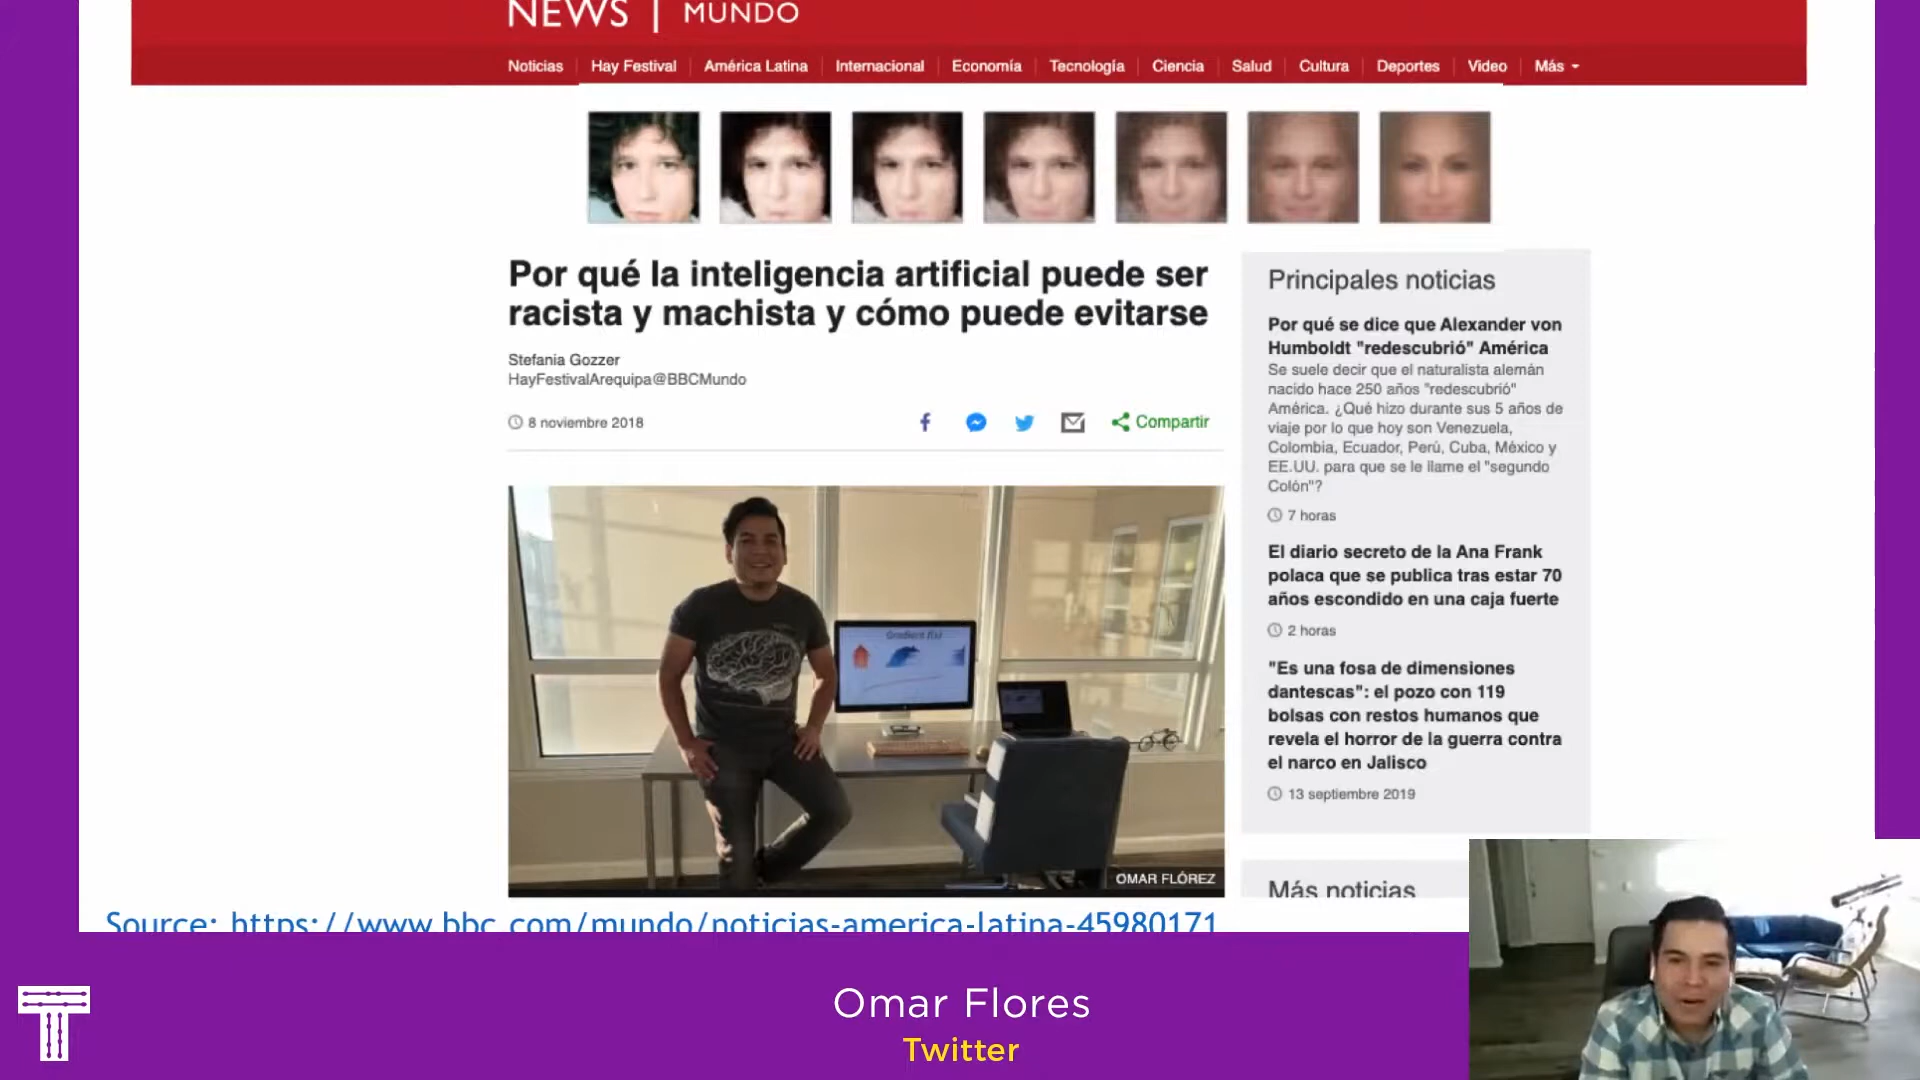 NEWS | MUNDO
Noticias Hay Festival América Latina Internacional Economía Tecnología Ciencia Salud Cultura Deportes Video Más
Por qué la inteligencia artificial puede ser
racista y machista y cómo puede evitarse
Stefania Gozzer
HayFestivalArequipa@BBCMundo
8 noviembre 2018
Compartir
Gradient field
OMAR FLÓREZ
Principales noticias
Por qué se dice que Alexander von
Humboldt "redescubrió" América
Se suele decir que el naturalista alemán
nacido hace 250 años "redescubrió"
América. ¿Qué hizo durante sus 5 años de
viaje por lo que hoy son Venezuela,
Colombia, Ecuador, Perú, Cuba, México y
EE.UU. para que se le llame el "segundo
Colón"?
7 horas
El diario secreto de la Ana Frank
polaca que se publica tras estar 70
años escondido en una caja fuerte
2 horas
"Es una fosa de dimensiones
dantescas": el pozo con 119
bolsas con restos humanos que
revela el horror de la guerra contra
el narco en Jalisco
13 septiembre 2019
Más noticias
Source: https://www.bbc.com/mundo/noticias-america-latina-45980171
Omar Flores
Twitter